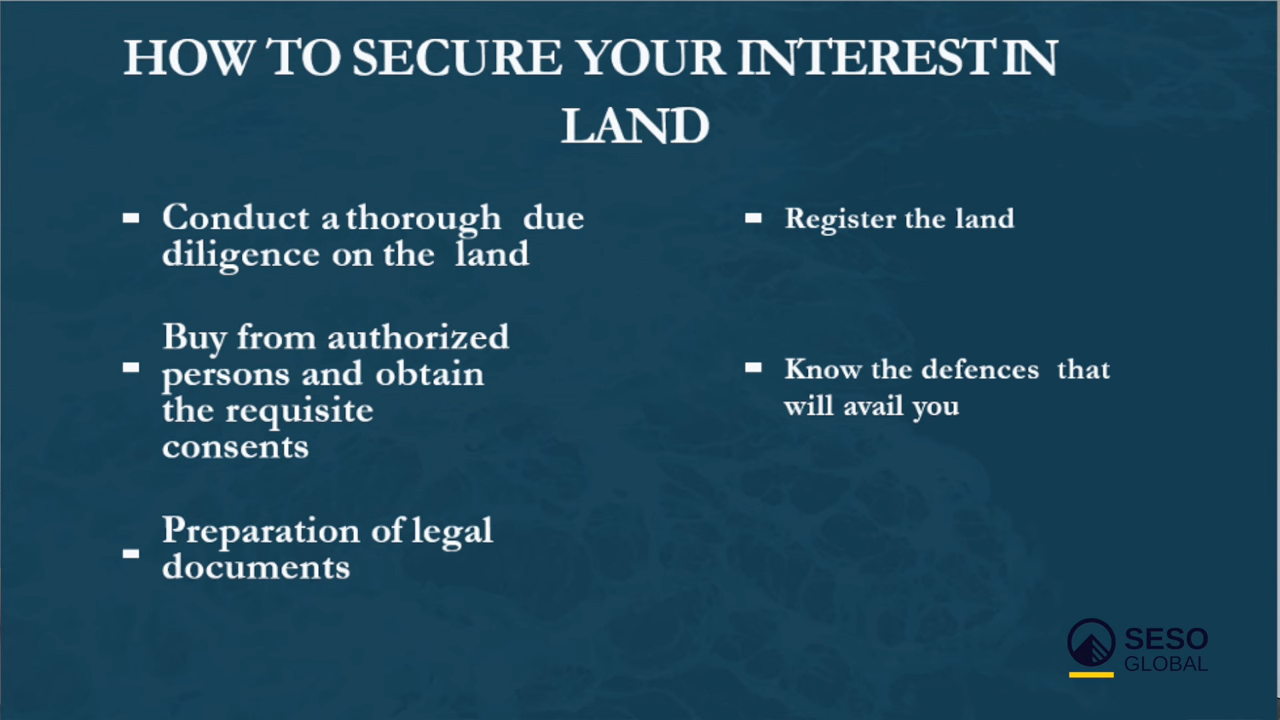 HOW TO SECURE YOUR INTEREST IN
LAND
Conduct a thorough due
diligence on the land
Buy from authorized
persons and obtain
the requisite
consents
Preparation of legal
documents
Register the land
Know the defences that
will avail you
SESO
GLOBAL